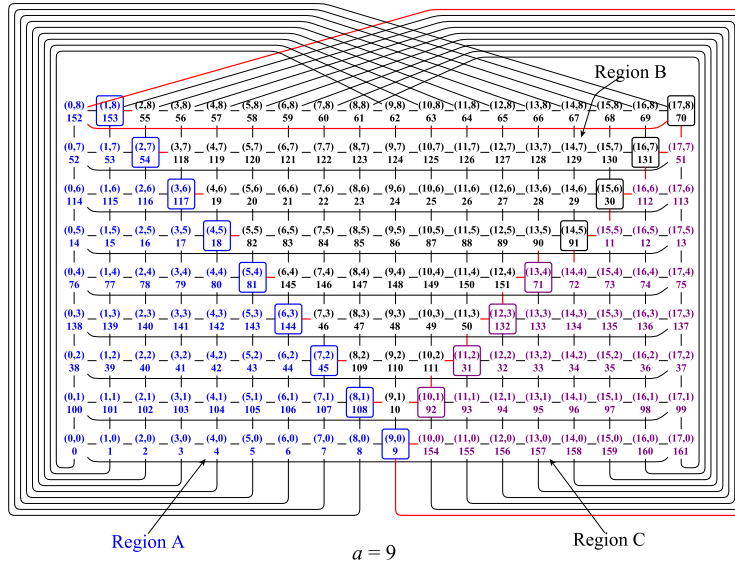 Region B
(0,8) (1,8) (2,8) (3,8) (4,8) (5,8) (6,8) (7,8) (8,8) (9,8) (10,8) (11,8) (12,8) (13,8) (14,8) (15,8) (16,8) (17,8)
152 153 55 56 57 58 59 60 61 62 63 64 65 66 67 68 69 70
(0,7) (1,7) (2,7) (3,7) (4,7) (5,7) (6,7) (7,7) (8,7) (9,7) (10,7) (11,7) (12,7) (13,7) (14,7) (15,7) (16,7) (17,7)
52 53 54 118 119 120 121 122 123 124 125 126 127 128 129 130 131 51
(0,6) (1,6) (2,6) (3,6) (4,6) (5,6) (6,6) (7,6) (8,6) (9,6) (10,6) (11,6) (12,6) (13,6) (14,6) (15,6) (16,6) (17,6)
114 115 116 117 19 20 21 22 23 24 25 26 27 28 29 30 112 113
(0,5) (1,5) (2,5) (3,5) (4,5) (5,5) (6,5) (7,5) (8,5) (9,5) (10,5) (11,5) (12,5) (13,5) (14,5) (15,5) (16,5) (17,5)
14 15 16 17 18 82 83 84 85 86 87 88 89 90 91 11 12 13
(0,4) (1,4) (2,4) (3,4) (4,4) (5,4) (6,4) (7,4) (8,4) (9,4) (10,4) (11,4) (12,4) (13,4) (14,4) (15,4) (16,4) (17,4)
76 77 78 79 80 81 145 146 147 148 149 150 151 71 72 73 74 75
(0,3) (1,3) (2,3) (3,3) (4,3) (5,3) (6,3) (7,3) (8,3) (9,3) (10,3) (11,3) (12,3) (13,3) (14,3) (15,3) (16,3) (17,3)
138 139 140 141 142 143 144 46 47 48 49 50 132 133 134 135 136 137
(0,2) (1,2) (2,2) (3,2) (4,2) (5,2) (6,2) (7,2) (8,2) (9,2) (10,2) (11,2) (12,2) (13,2) (14,2) (15,2) (16,2) (17,2)
38 39 40 41 42 43 44 45 109 110 111 31 32 33 34 35 36 37
(0,1) (1,1) (2,1) (3,1) (4,1) (5,1) (6,1) (7,1) (8,1) (9,1) (10,1) (11,1) (12,1) (13,1) (14,1) (15,1) (16,1) (17,1)
100 101 102 103 104 105 106 107 108 10 92 93 94 95 96 97 98 99
(0,0) (1,0) (2,0) (3,0) (4,0) (5,0) (6,0) (7,0) (8,0) (9,0) (10,0) (11,0) (12,0) (13,0) (14,0) (15,0) (16,0) (17,0)
0 1 2 3 4 5 6 7 8 9 154 155 156 157 158 159 160 161
Region A
Region C
a = 9